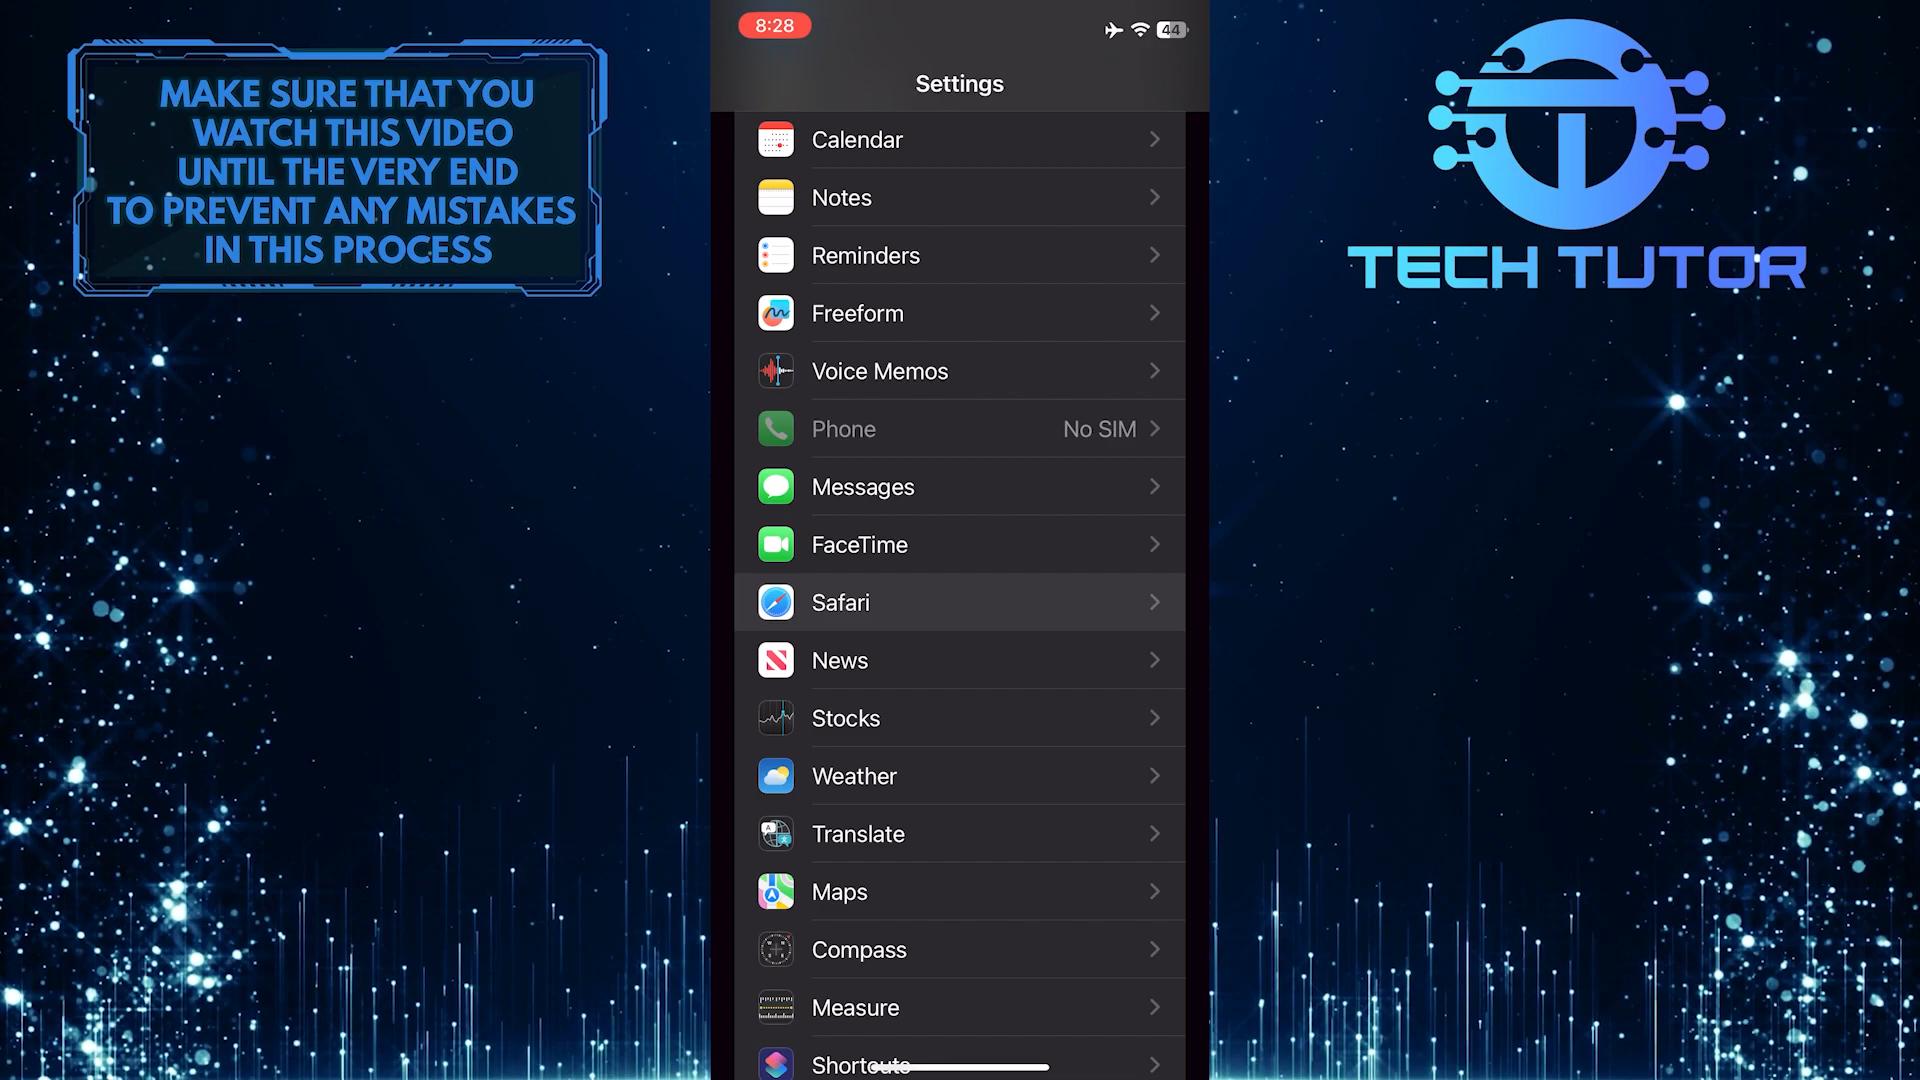 MAKE SURE THAT YOU
WATCH THIS VIDEO
UNTIL THE VERY END
TO PREVENT ANY MISTAKES
IN THIS PROCESS
8:28
44
Settings
Calendar
Notes
Reminders
Freeform
Voice Memos
Phone No SIM
Messages
FaceTime
Safari
News
Stocks
Weather
Translate
Maps
Compass
Measure
Shortcuts
TECH TUTOR